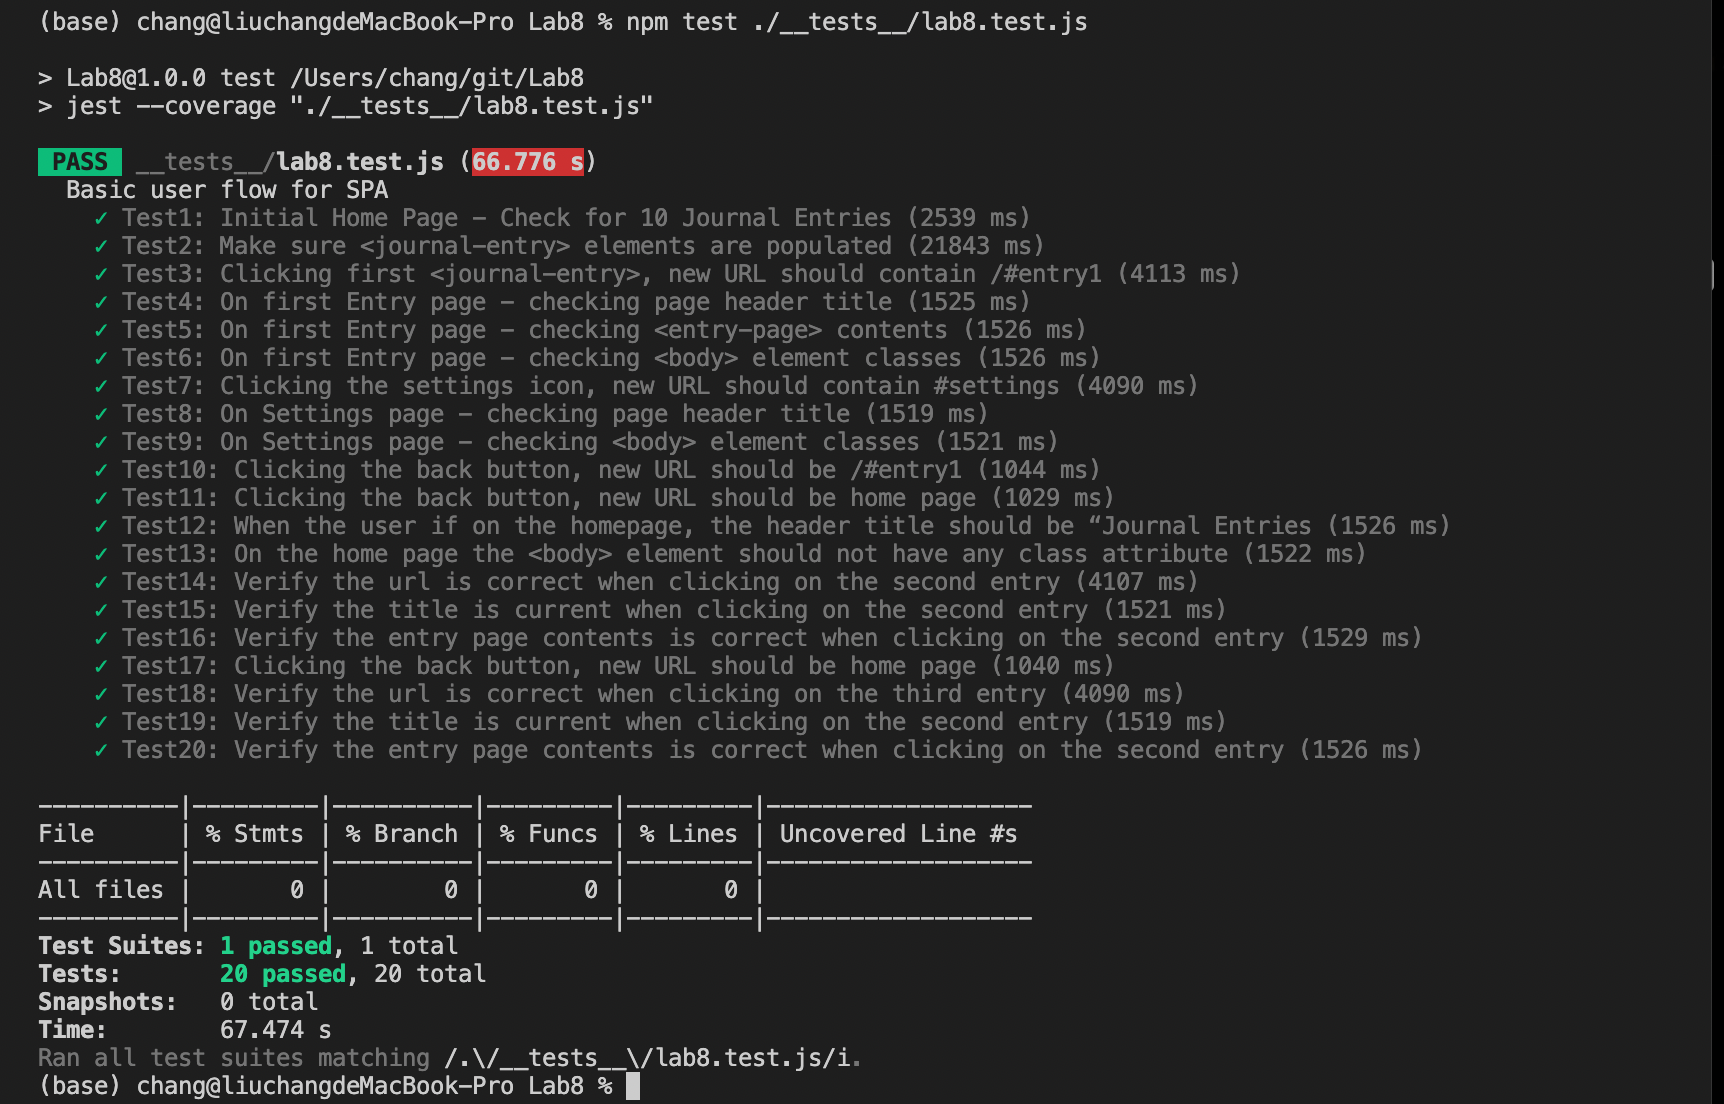 (base) chang@liuchangdeMacBook-Pro Lab8 % npm test ./__tests__/lab8.test.js
> Lab8@1.0.0 test /Users/chang/git/Lab8
> jest --coverage "./__tests__/lab8.test.js"
PASS __tests__/lab8.test.js (66.776 s)
Basic user flow for SPA
✓ Test1: Initial Home Page - Check for 10 Journal Entries (2539 ms)
✓ Test2: Make sure <journal-entry> elements are populated (21843 ms)
✓ Test3: Clicking first <journal-entry>, new URL should contain /#entry1 (4113 ms)
✓ Test4: On first Entry page - checking page header title (1525 ms)
✓ Test5: On first Entry page - checking <entry-page> contents (1526 ms)
✓ Test6: On first Entry page - checking <body> element classes (1526 ms)
✓ Test7: Clicking the settings icon, new URL should contain #settings (4090 ms)
✓ Test8: On Settings page - checking page header title (1519 ms)
✓ Test9: On Settings page - checking <body> element classes (1521 ms)
✓ Test10: Clicking the back button, new URL should be /#entry1 (1044 ms)
✓ Test11: Clicking the back button, new URL should be home page (1029 ms)
✓ Test12: When the user if on the homepage, the header title should be “Journal Entries (1526 ms)
✓ Test13: On the home page the <body> element should not have any class attribute (1522 ms)
✓ Test14: Verify the url is correct when clicking on the second entry (4107 ms)
✓ Test15: Verify the title is current when clicking on the second entry (1521 ms)
✓ Test16: Verify the entry page contents is correct when clicking on the second entry (1529 ms)
✓ Test17: Clicking the back button, new URL should be home page (1040 ms)
✓ Test18: Verify the url is correct when clicking on the third entry (4090 ms)
✓ Test19: Verify the title is current when clicking on the second entry (1519 ms)
✓ Test20: Verify the entry page contents is correct when clicking on the second entry (1526 ms)
----------|---------|----------|---------|---------|-------------------
File      | % Stmts | % Branch | % Funcs | % Lines | Uncovered Line #s
----------|---------|----------|---------|---------|-------------------
All files |       0 |        0 |       0 |       0 |
----------|---------|----------|---------|---------|-------------------
Test Suites: 1 passed, 1 total
Tests:       20 passed, 20 total
Snapshots:   0 total
Time:        67.474 s
Ran all test suites matching /.\/__tests__\/lab8.test.js/i.
(base) chang@liuchangdeMacBook-Pro Lab8 %